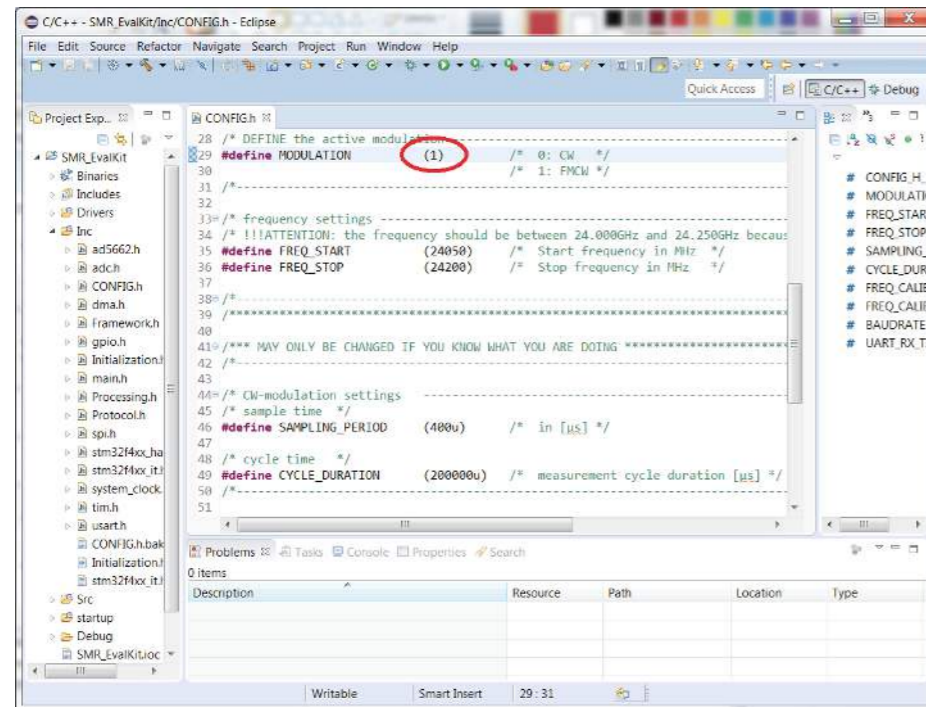 C/C++ - SMR_EvalKit/Inc/CONFIG.h - Eclipse
File Edit Source Refactor Navigate Search Project Run Window Help
Quick Access
C/C++
Debug
Project Exp...
SMR_EvalKit
Binaries
Includes
Drivers
Inc
ad5662.h
adc.h
CONFIG.h
dma.h
Framework.h
gpio.h
Initialization.h
main.h
Processing.h
Protocol.h
spi.h
stm32f4xx_ha
stm32f4xx_it.h
system_clock.
tim.h
usart.h
CONFIG.h.bak
Initialization.h
stm32f4xx_it.h
Src
startup
Debug
SMR_EvalKit.ioc
CONFIG.h
28 /* DEFINE the active modulation ----------------------------------------
29 #define MODULATION (1) /* 0: CW */
30 /* 1: FMCW */
31 /*----------------------------------------
32
33 /* frequency settings ----------------------------------------
34 /* !!!ATTENTION: the frequency should be between 24.000GHz and 24.250GHz becaus
35 #define FREQ_START (24050) /* Start frequency in MHz */
36 #define FREQ_STOP (24200) /* Stop frequency in MHz */
37
38 /*----------------------------------------
39 /****************************************
40
41 /*** MAY ONLY BE CHANGED IF YOU KNOW WHAT YOU ARE DOING *************************
42 /*----------------------------------------
43
44 /* CW-modulation settings ----------------------------------------
45 /* sample time */
46 #define SAMPLING_PERIOD (400u) /* in [µs] */
47
48 /* cycle time */
49 #define CYCLE_DURATION (200000u) /* measurement cycle duration [µs] */
50 /*----------------------------------------
51
CONFIG_H_
MODULATI
FREQ_STAR
FREQ_STOP
SAMPLING_
CYCLE_DUR
FREQ_CALIE
FREQ_CALIE
BAUDRATE
UART_RX_T
Problems Tasks Console Properties Search
0 items
Description Resource Path Location Type
Writable Smart Insert 29 : 31